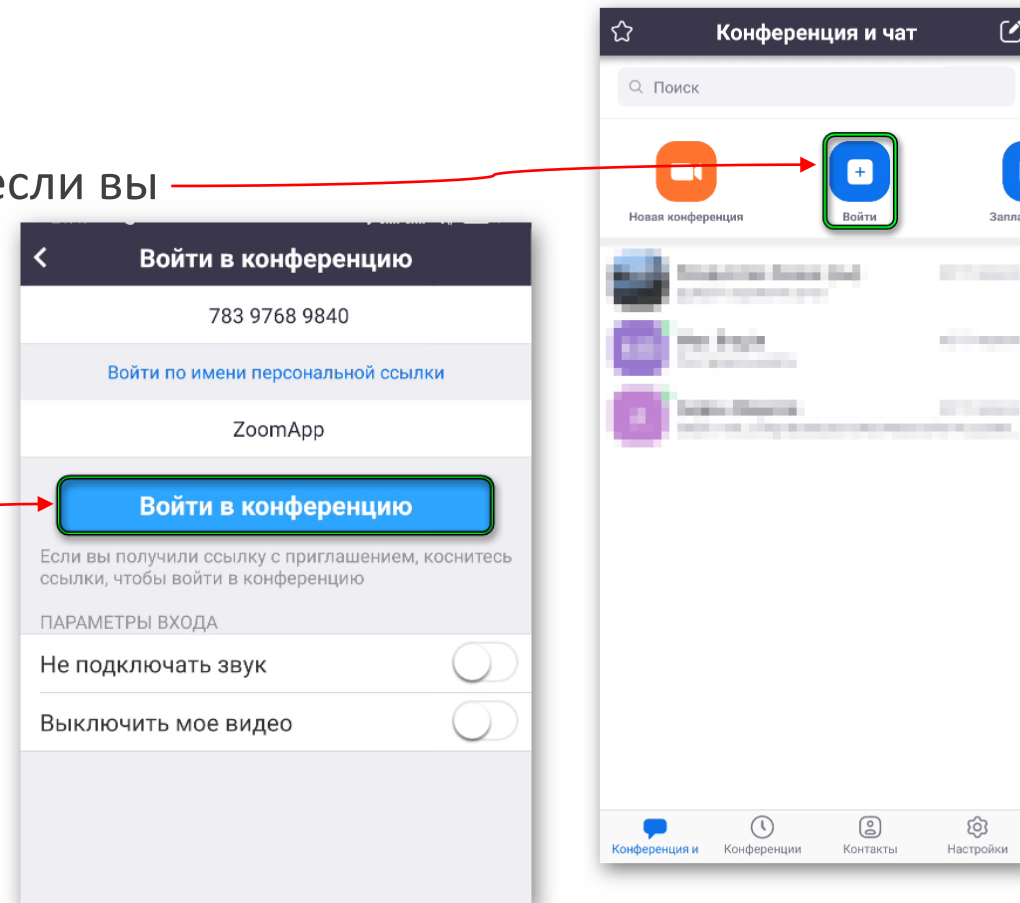 если вы
Войти в конференцию
783 9768 9840
Войти по имени персональной ссылки
ZoomApp
Войти в конференцию
Если вы получили ссылку с приглашением, коснитесь
ссылки, чтобы войти в конференцию
ПАРАМЕТРЫ ВХОДА
Не подключать звук
Выключить мое видео
Конференция и чат
Поиск
Новая конференция
Войти
Запла
Конференция и
Конференции
Контакты
Настройки